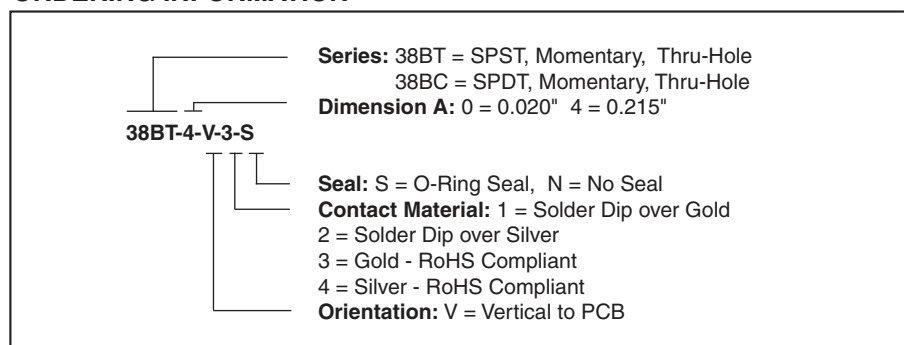 Series: 38BT = SPST, Momentary, Thru-Hole
38BC = SPDT, Momentary, Thru-Hole
Dimension A: 0 = 0.020" 4 = 0.215"
38BT-4-V-3-S
Seal: S = O-Ring Seal, N = No Seal
Contact Material: 1 = Solder Dip over Gold
2 = Solder Dip over Silver
3 = Gold - RoHS Compliant
4 = Silver - RoHS Compliant
Orientation: V = Vertical to PCB